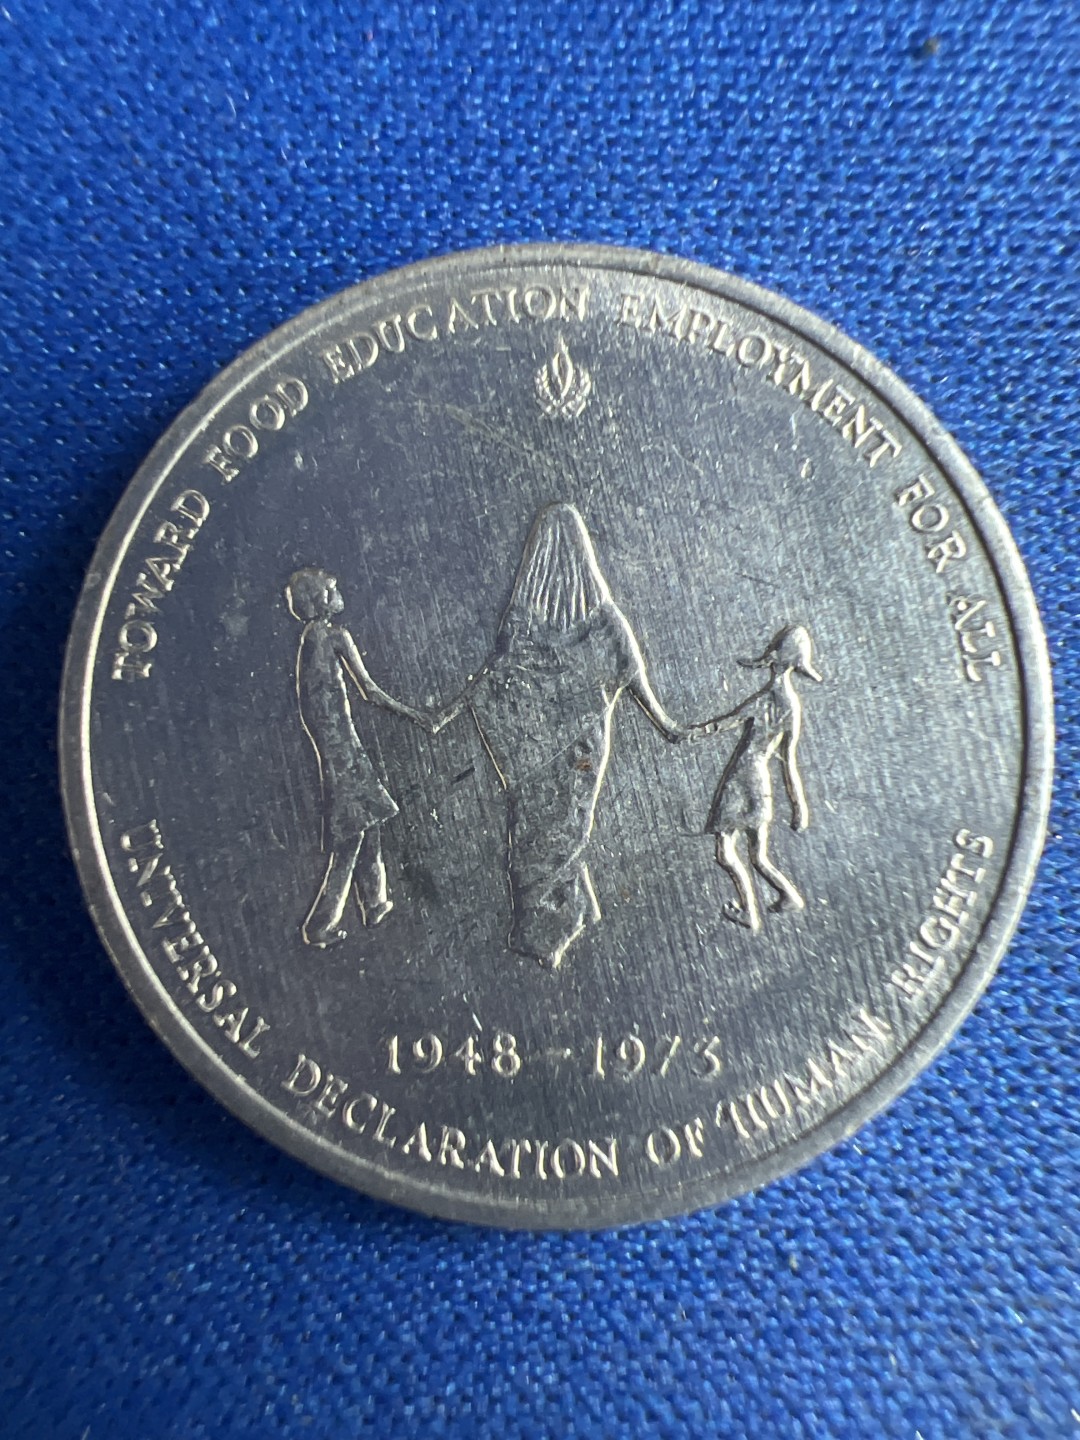 TOWARD FOOD EDUCATION EMPLOYMENT FOR ALL
1948-1973
UNIVERSAL DECLARATION OF HUMAN RIGHTS